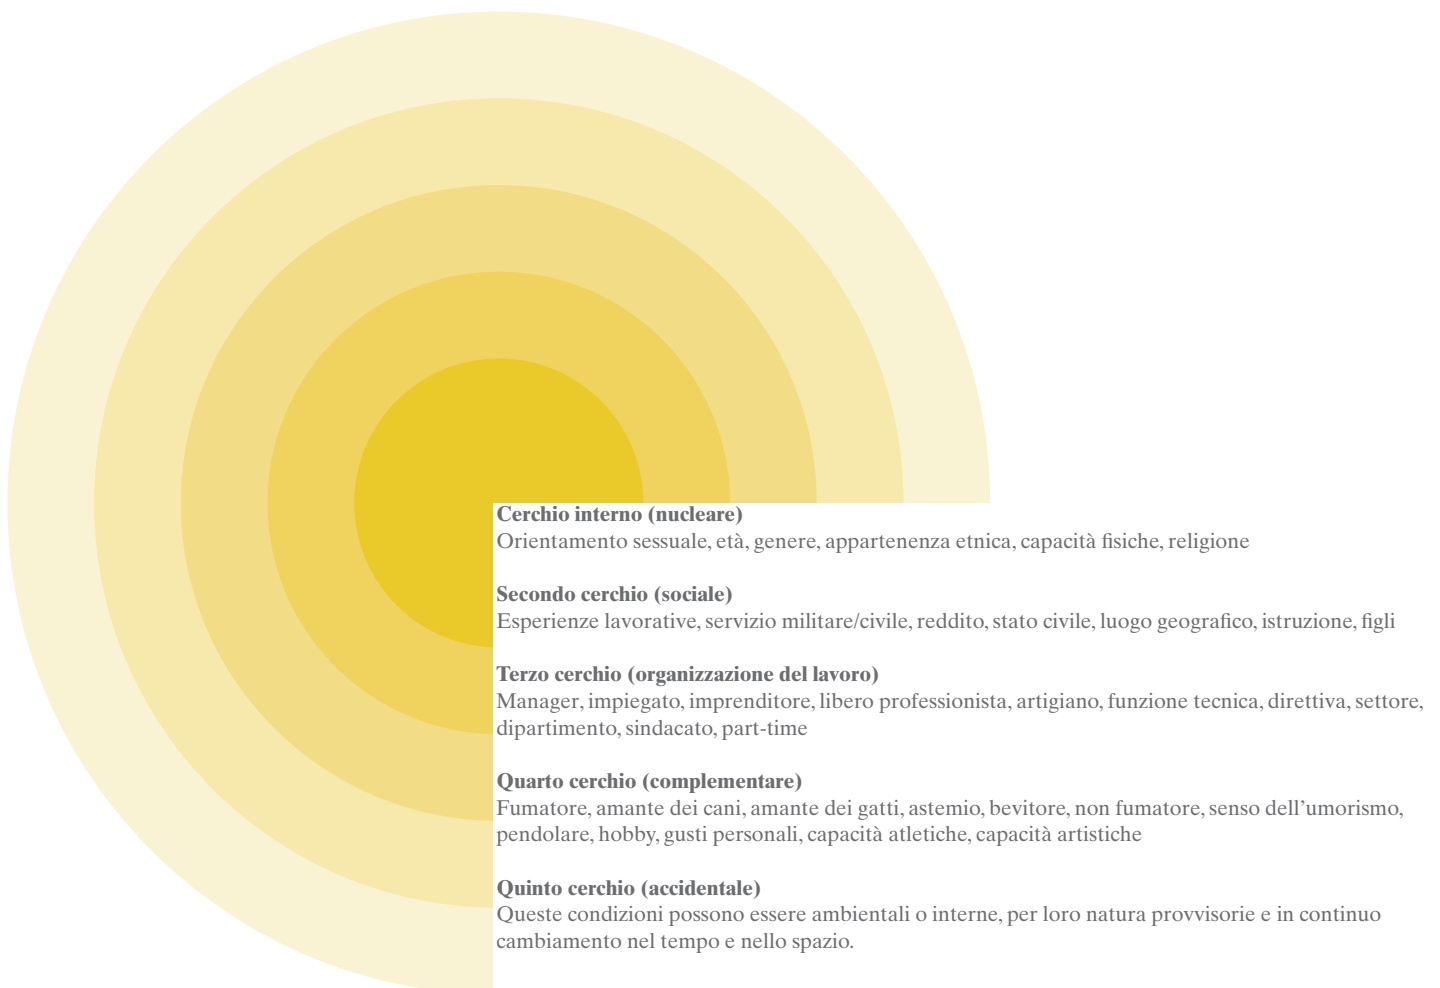 Cerchio interno (nucleare)
Orientamento sessuale, età, genere, appartenenza etnica, capacità fisiche, religione
Secondo cerchio (sociale)
Esperienze lavorative, servizio militare/civile, reddito, stato civile, luogo geografico, istruzione, figli
Terzo cerchio (organizzazione del lavoro)
Manager, impiegato, imprenditore, libero professionista, artigiano, funzione tecnica, direttiva, settore,
dipartimento, sindacato, part-time
Quarto cerchio (complementare)
Fumatore, amante dei cani, amante dei gatti, astemio, bevitore, non fumatore, senso dell’umorismo,
pendolare, hobby, gusti personali, capacità atletiche, capacità artistiche
Quinto cerchio (accidentale)
Queste condizioni possono essere ambientali o interne, per loro natura provvisorie e in continuo
cambiamento nel tempo e nello spazio.